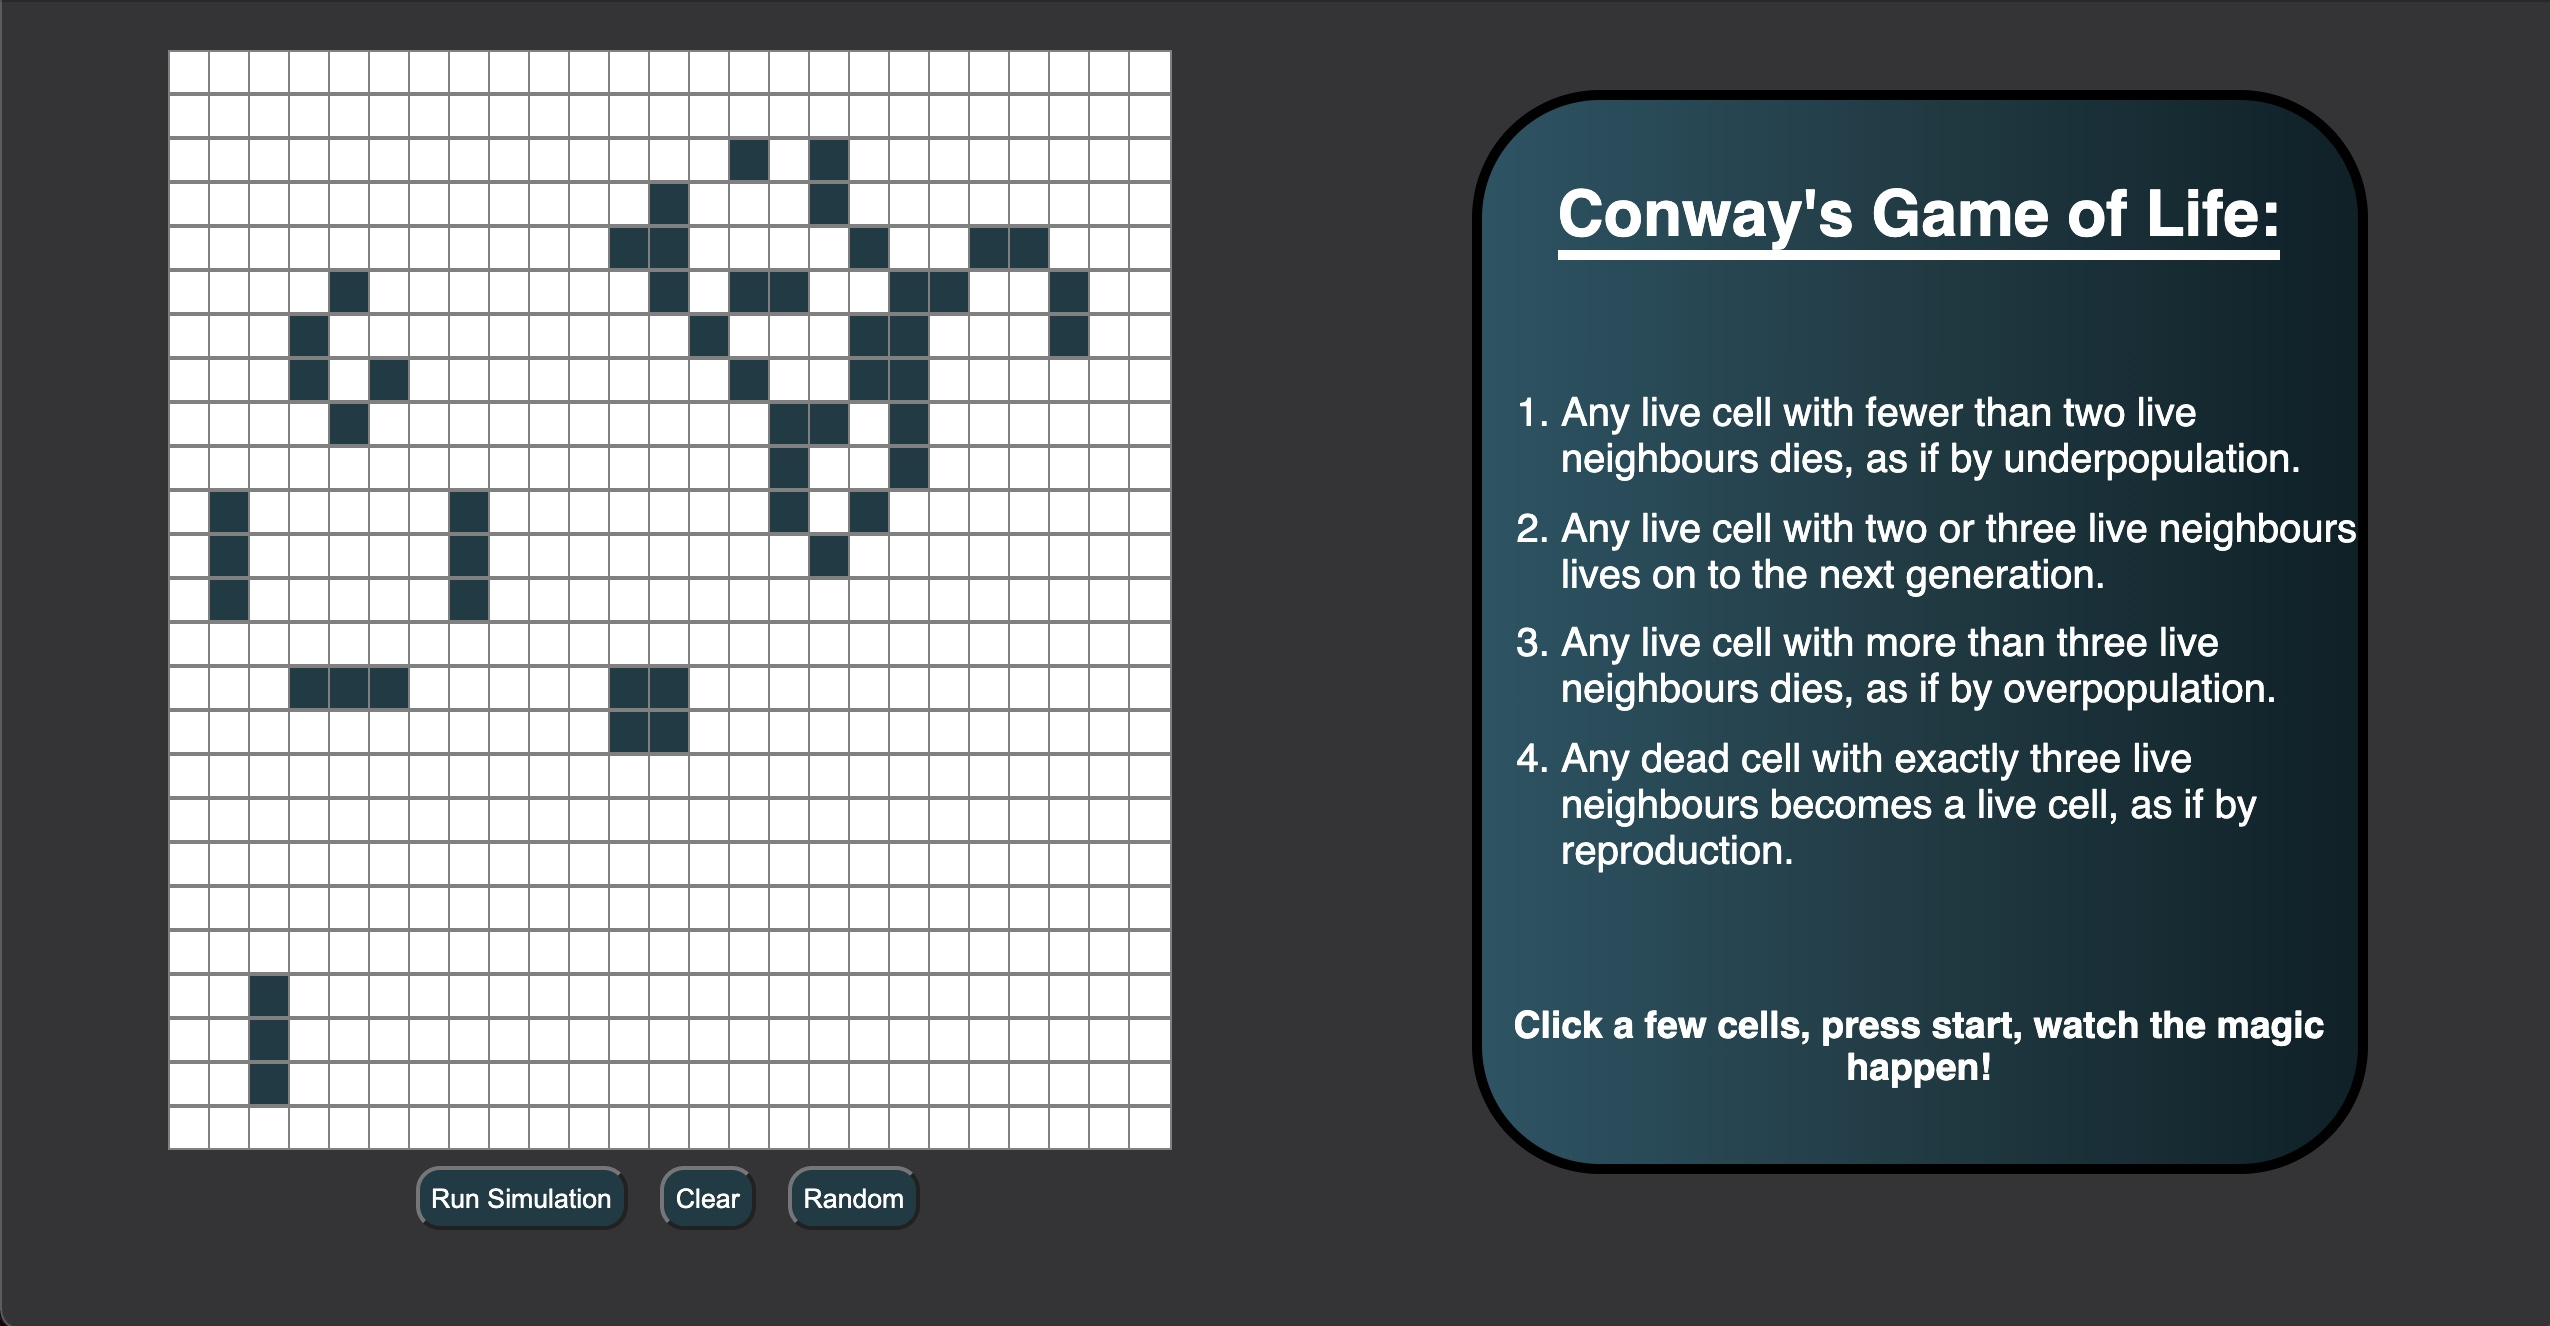 Conway's Game of Life:
1. Any live cell with fewer than two live
neighbours dies, as if by underpopulation.
2. Any live cell with two or three live neighbours
lives on to the next generation.
3. Any live cell with more than three live
neighbours dies, as if by overpopulation.
4. Any dead cell with exactly three live
neighbours becomes a live cell, as if by
reproduction.
Click a few cells, press start, watch the magic
happen!
Run Simulation
Clear
Random